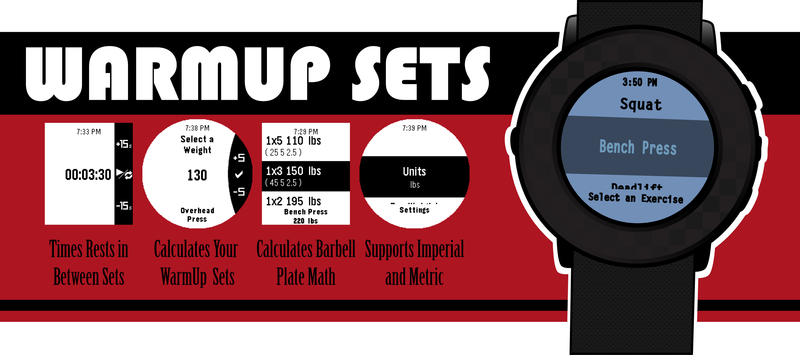 WARMUP SETS
7:33 PM
+15s
00:03:30
-15s
Times Rests in
Between Sets
7:38 PM
Select a
Weight
+5
130
-5
Overhead
Press
Calculates Your
WarmUp Sets
7:29 PM
1x5 110 lbs
(25 5 2.5)
1x3 150 lbs
(45 5 2.5)
1x2 195 lbs
Bench Press
220 lbs
Calculates Barbell
Plate Math
7:39 PM
Units
lbs
Settings
Supports Imperial
and Metric
3:50 PM
Squat
Bench Press
Deadlift
Select an Exercise